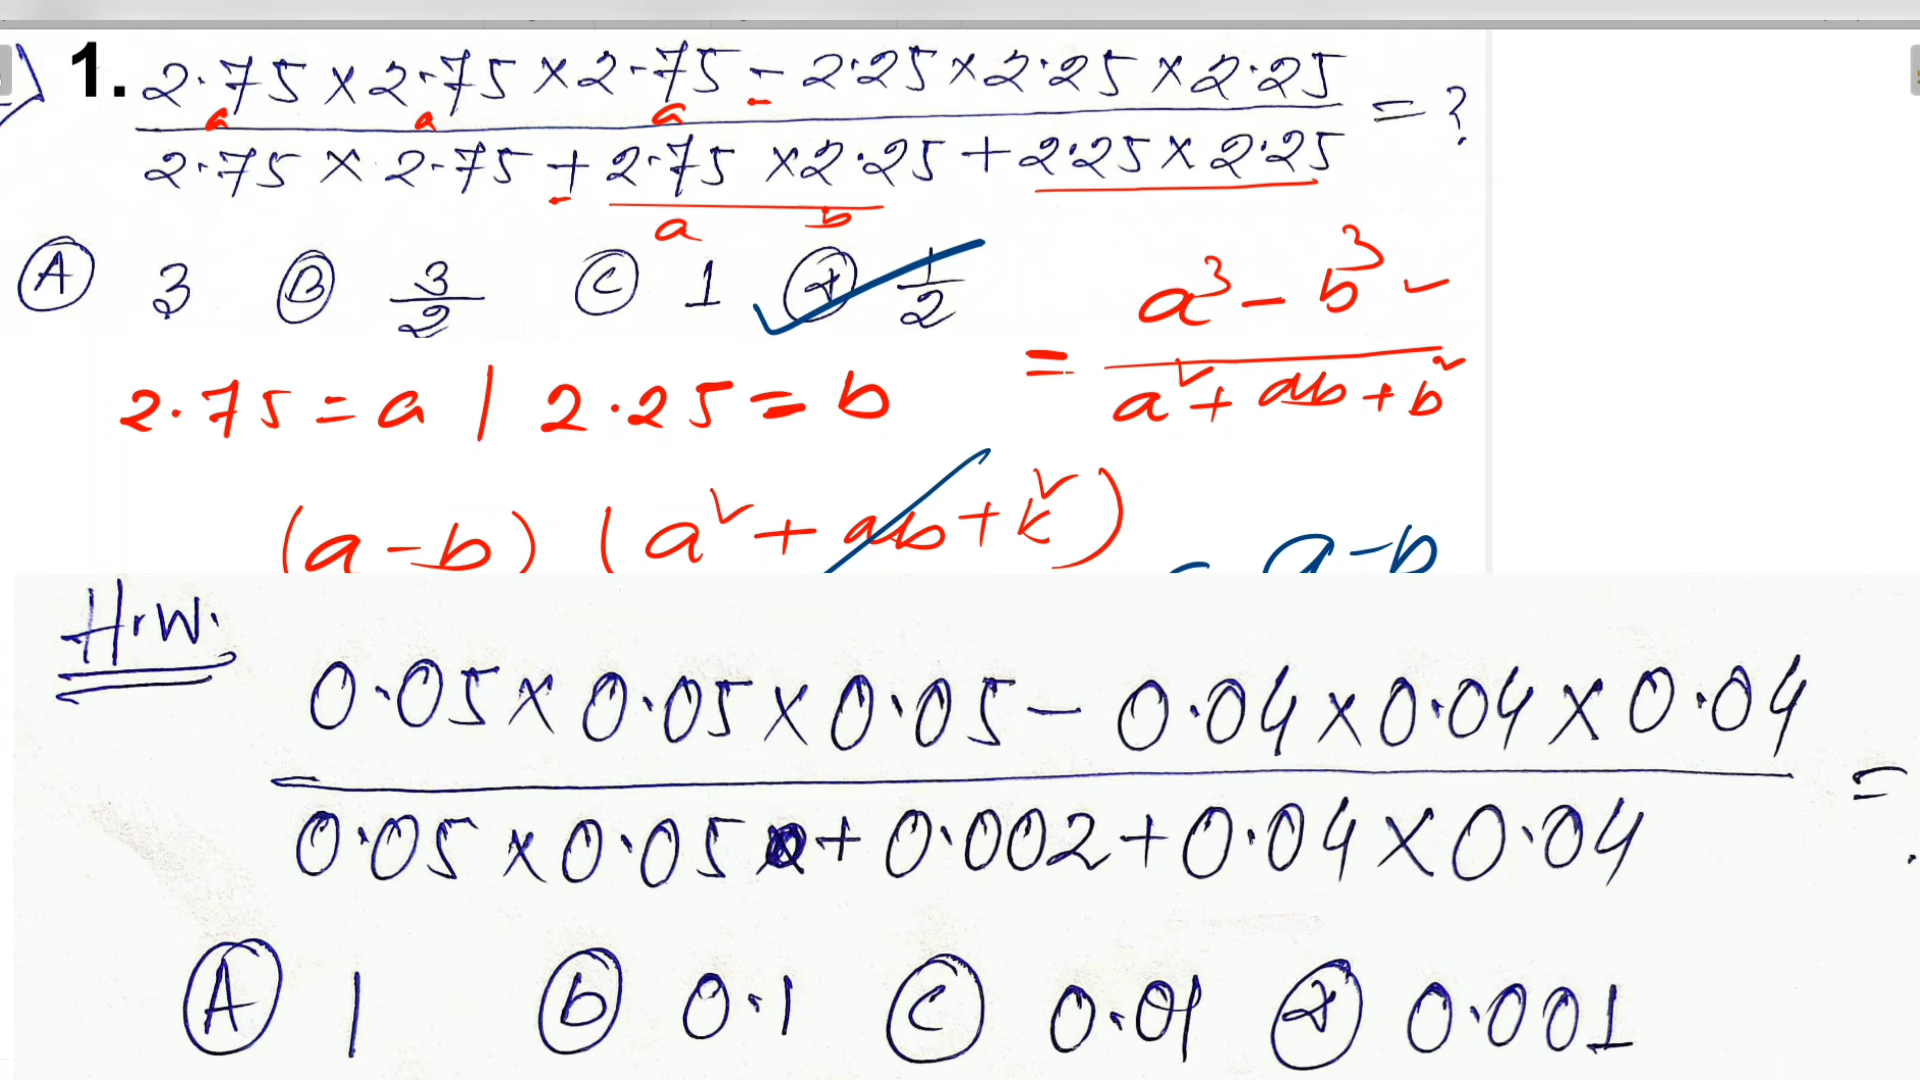 1. 2.75 × 2.75 × 2.75 - 2.25 × 2.25 × 2.25 = ?
a a a
2.75 × 2.75 + 2.75 × 2.25 + 2.25 × 2.25
a b
A 3 B 3/2 C 1 D 1/2
= a³ - b³
a² + ab + b²
2.75 = a | 2.25 = b
(a - b) (a² + ab + b²)
a - b
H.W.
0.05 × 0.05 × 0.05 - 0.04 × 0.04 × 0.04 =
0.05 × 0.05 + 0.002 + 0.04 × 0.04
A 1 b 0.1 C 0.01 D 0.001